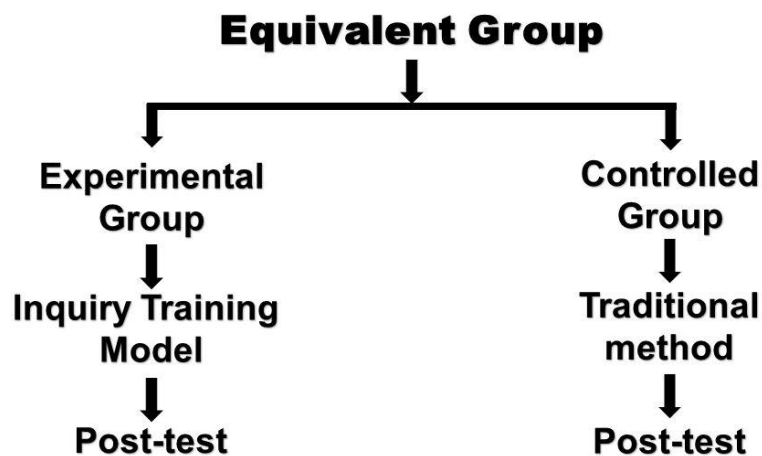 Equivalent Group
Experimental
Group
Controlled
Group
Inquiry Training
Model
Traditional
method
Post-test
Post-test